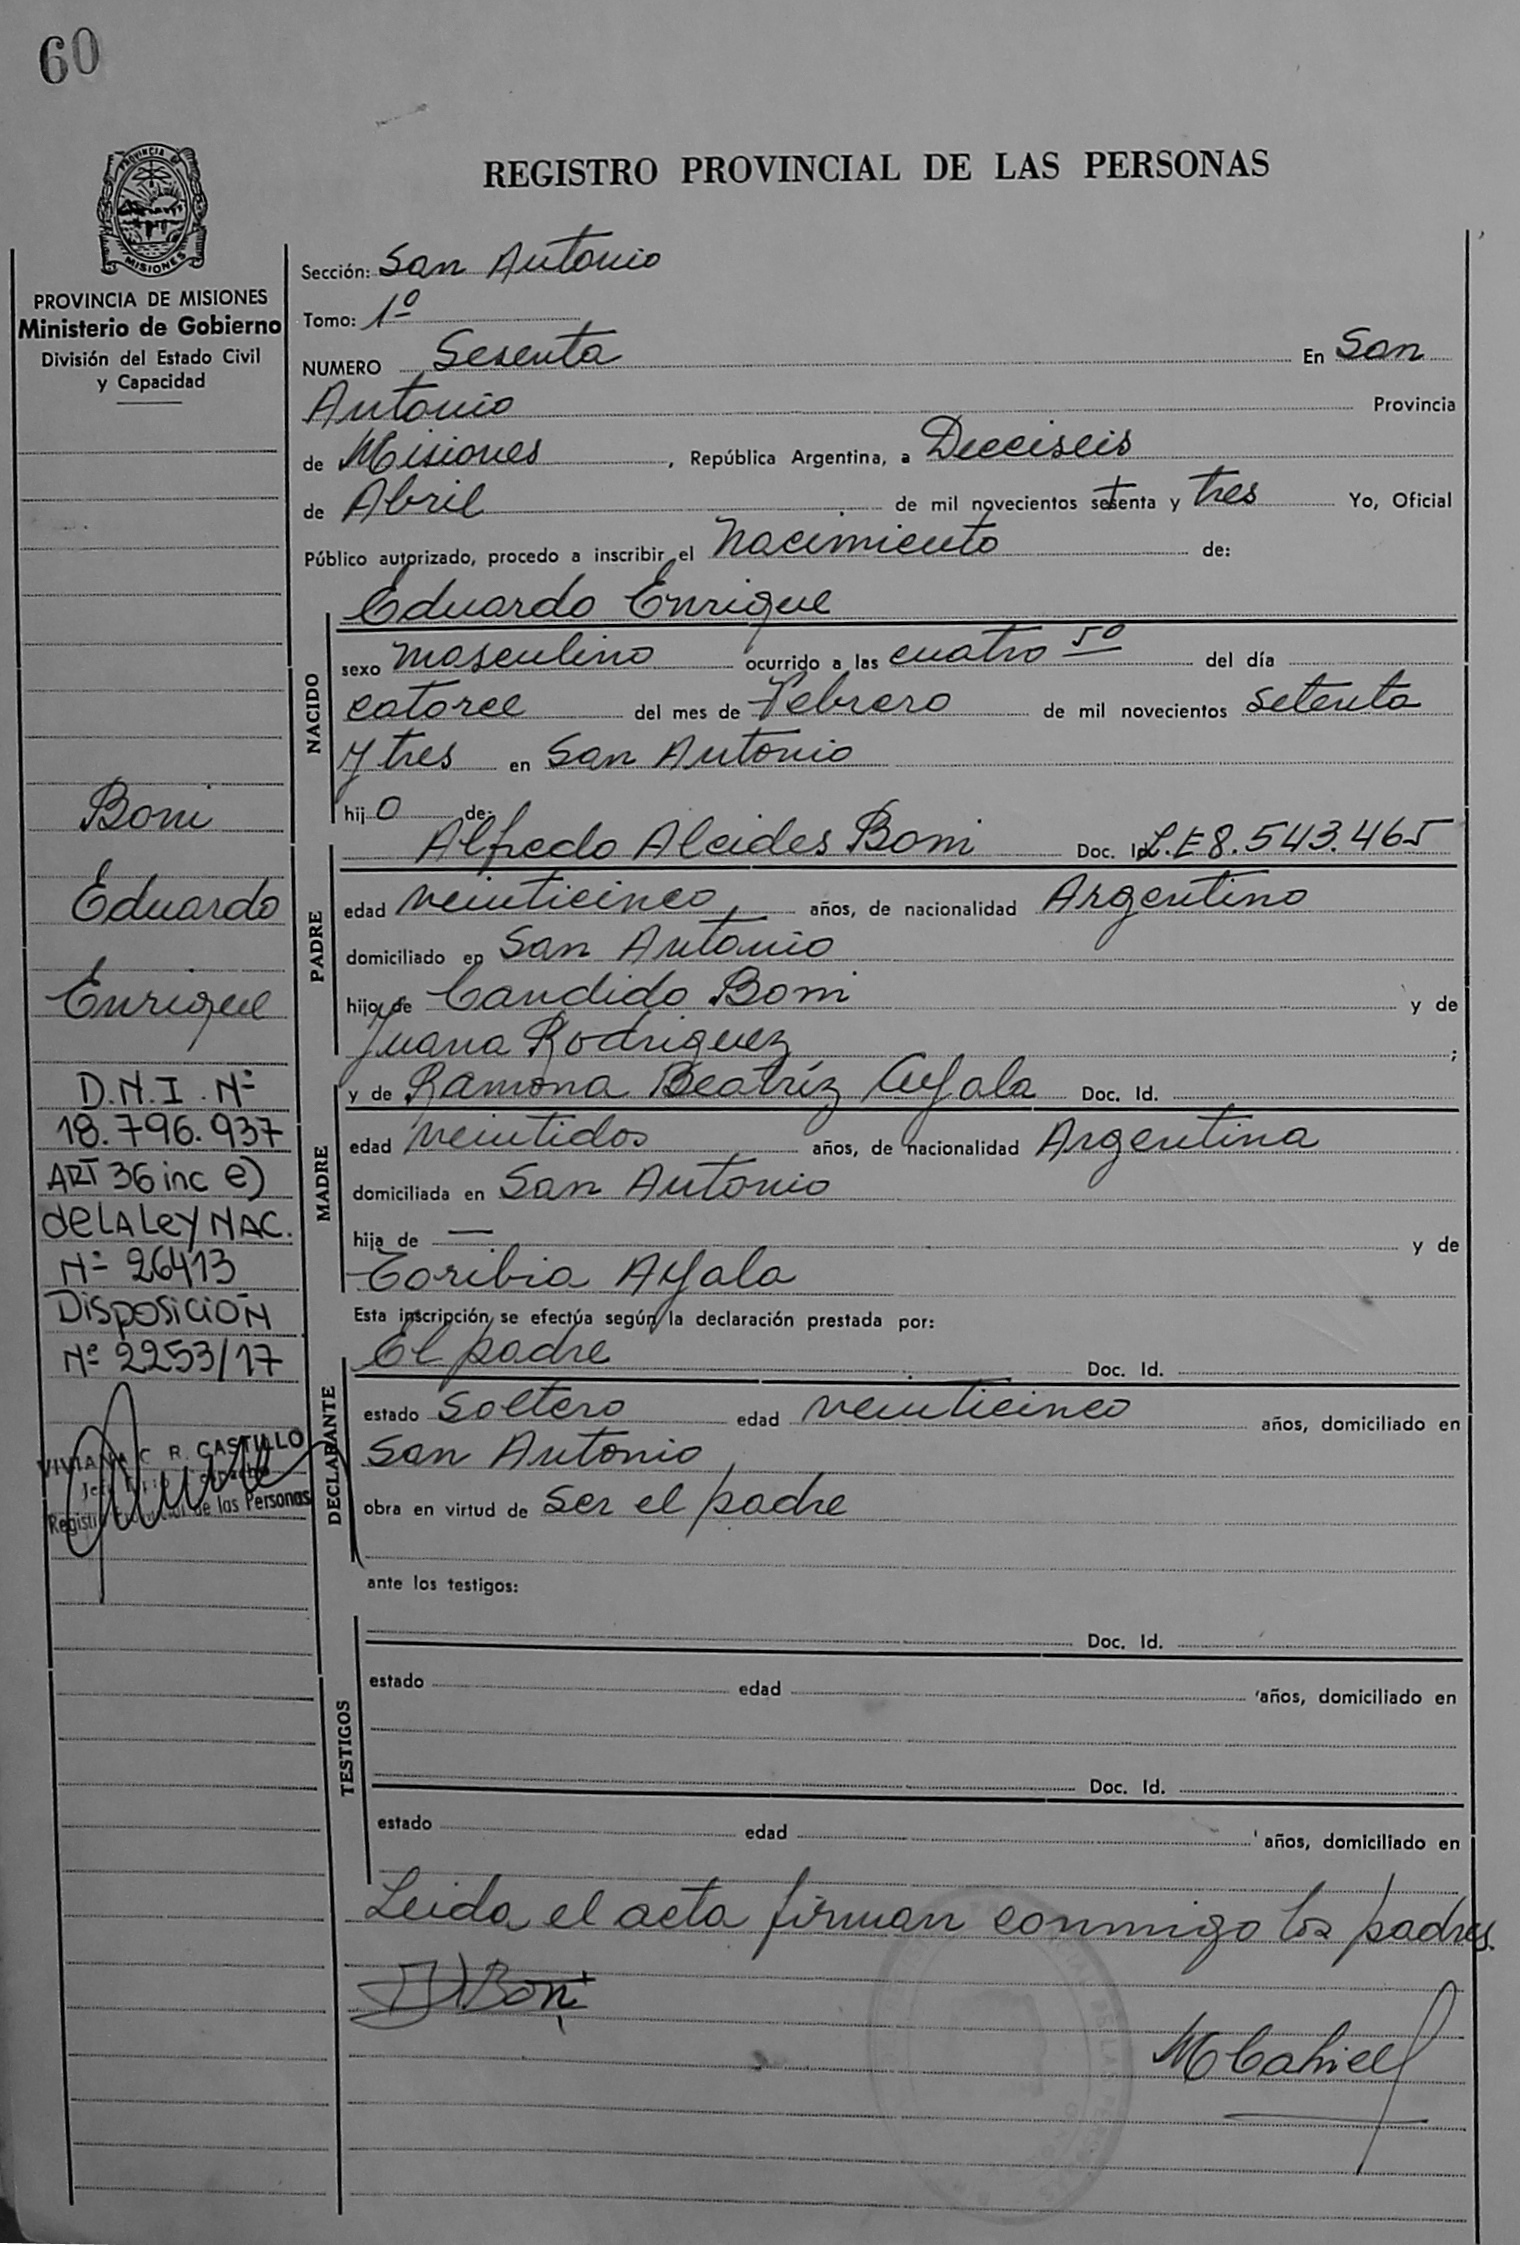 60
REGISTRO PROVINCIAL DE LAS PERSONAS
PROVINCIA DE MISIONES
Ministerio de Gobierno
División del Estado Civil
y Capacidad
Boni
Eduardo
Enrique
D.N.I. Nº
18.796.937
ART 36 inc e)
de LA Ley NAC.
Nº 26413
DISPOSICIÓN
Nº 2253/17
VIVIANA C. R. CASTILLO
Registro Provincial de las Personas
Sección: San Antonio
Tomo: 1º
NUMERO Sesenta En San
Antonio Provincia
de Misiones, República Argentina, a Dieciseis
de Abril de mil novecientos setenta y tres Yo, Oficial
Público autorizado, procedo a inscribir el Nacimiento de:
Eduardo Enrique
NACIDO
sexo masculino ocurrido a las cuatro 50 del día
catorce del mes de Febrero de mil novecientos setenta
y tres en San Antonio
hijo de:
PADRE
Alfredo Alcides Boni Doc. Id. L.E 8.543.465
edad veinticinco años, de nacionalidad Argentino
domiciliado en San Antonio
hijo de Candido Boni y de
Juana Rodriguez ;
MADRE
y de Ramona Beatríz Ayala Doc. Id.
edad veintidos años, de nacionalidad Argentina
domiciliada en San Antonio
hija de — y de
Toribia Ayala
Esta inscripción se efectúa según la declaración prestada por:
DECLARANTE
El padre Doc. Id.
estado Soltero edad veinticinco años, domiciliado en
San Antonio
obra en virtud de Ser el padre
ante los testigos:
TESTIGOS
Doc. Id.
estado edad años, domiciliado en
Doc. Id.
estado edad años, domiciliado en
Leida el acta firman conmigo los padres.
Boni